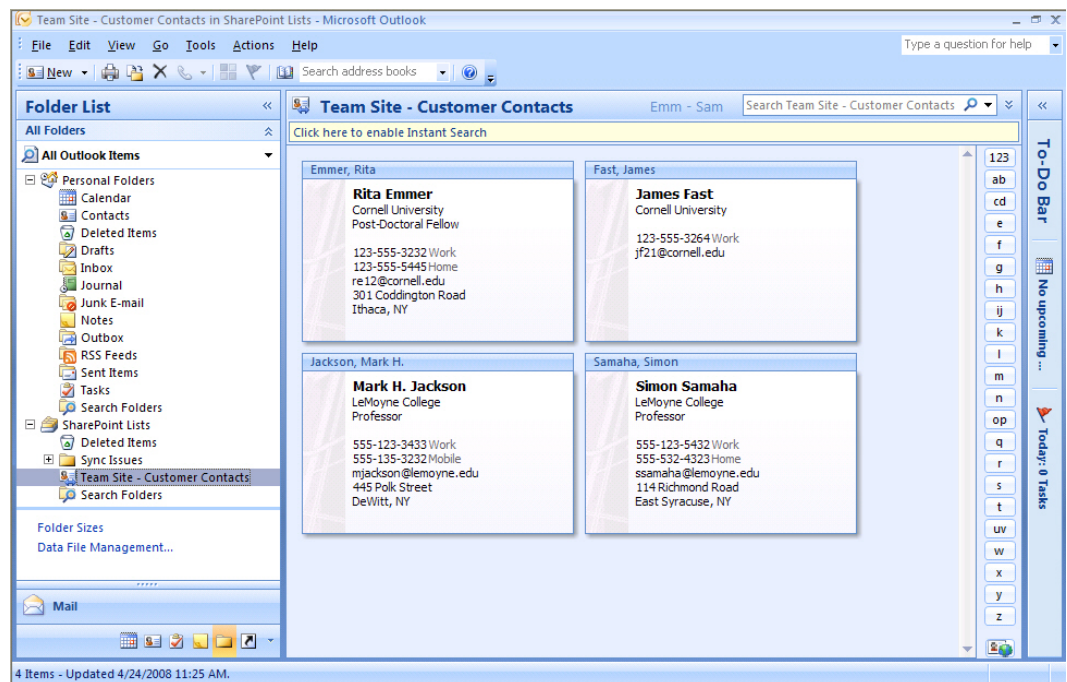 Team Site - Customer Contacts in SharePoint Lists - Microsoft Outlook
File Edit View Go Tools Actions Help
Type a question for help
New
Search address books
Folder List
All Folders
All Outlook Items
Personal Folders
Calendar
Contacts
Deleted Items
Drafts
Inbox
Journal
Junk E-mail
Notes
Outbox
RSS Feeds
Sent Items
Tasks
Search Folders
SharePoint Lists
Deleted Items
Sync Issues
Team Site - Customer Contacts
Search Folders
Folder Sizes
Data File Management...
Mail
Team Site - Customer Contacts
Emm - Sam
Search Team Site - Customer Contacts
Click here to enable Instant Search
Emmer, Rita
Rita Emmer
Cornell University
Post-Doctoral Fellow
123-555-3232 Work
123-555-5445 Home
re12@cornell.edu
301 Coddington Road
Ithaca, NY
Fast, James
James Fast
Cornell University
123-555-3264 Work
jf21@cornell.edu
Jackson, Mark H.
Mark H. Jackson
LeMoyne College
Professor
555-123-3433 Work
555-135-3232 Mobile
mjackson@lemoyne.edu
445 Polk Street
DeWitt, NY
Samaha, Simon
Simon Samaha
LeMoyne College
Professor
555-123-5432 Work
555-532-4323 Home
ssamaha@lemoyne.edu
114 Richmond Road
East Syracuse, NY
123
ab
cd
e
f
g
h
ij
k
l
m
n
op
q
r
s
t
uv
w
x
y
z
To-Do Bar
No upcoming ...
Today: 0 Tasks
4 Items - Updated 4/24/2008 11:25 AM.